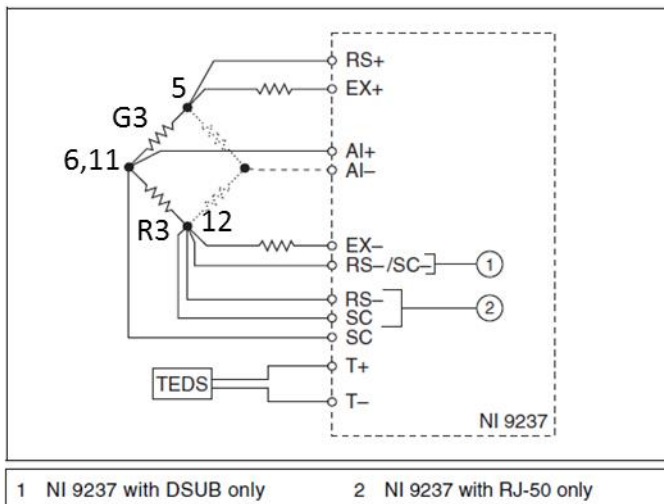 RS+
5
EX+
G3
6,11
AI+
AI–
R3
12
EX–
RS–/SC–
1
RS–
2
SC
SC
T+
TEDS
T–
NI 9237
1 NI 9237 with DSUB only
2 NI 9237 with RJ-50 only